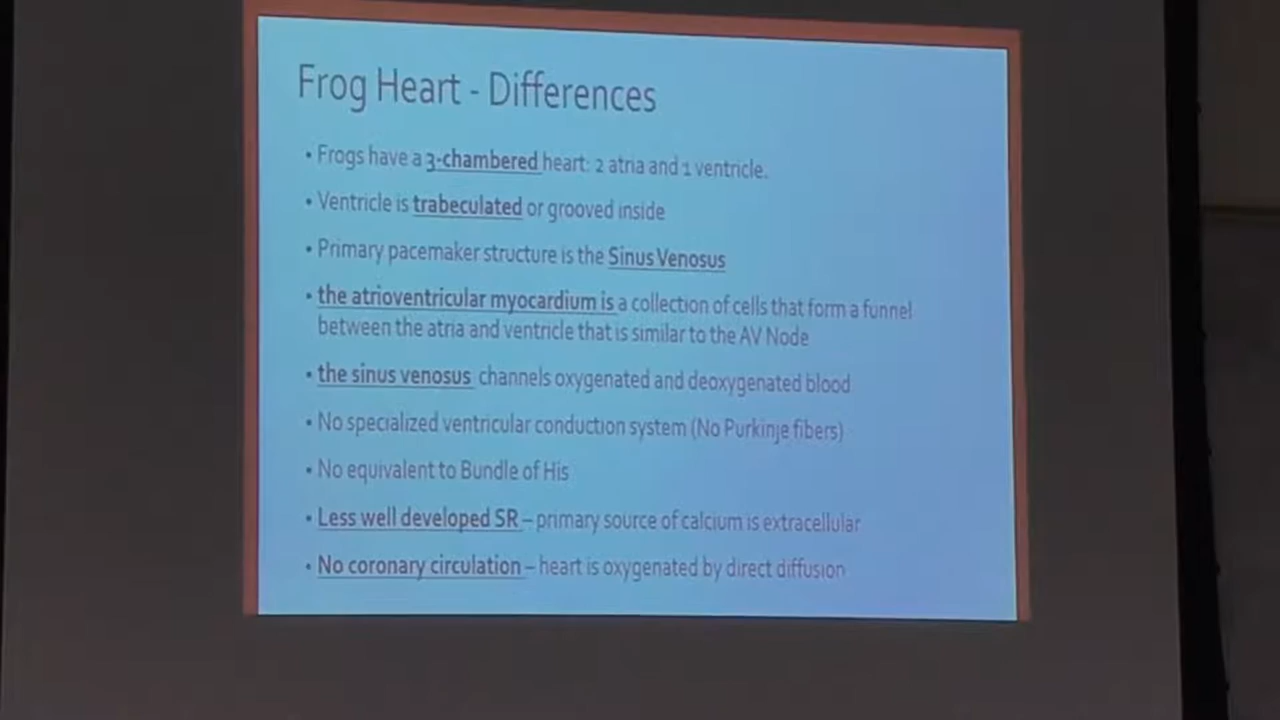 Frog Heart - Differences
• Frogs have a 3-chambered heart: 2 atria and 1 ventricle.
• Ventricle is trabeculated or grooved inside
• Primary pacemaker structure is the Sinus Venosus
• the atrioventricular myocardium is a collection of cells that form a funnel
between the atria and ventricle that is similar to the AV Node
• the sinus venosus channels oxygenated and deoxygenated blood
• No specialized ventricular conduction system (No Purkinje fibers)
• No equivalent to Bundle of His
• Less well developed SR – primary source of calcium is extracellular
• No coronary circulation – heart is oxygenated by direct diffusion